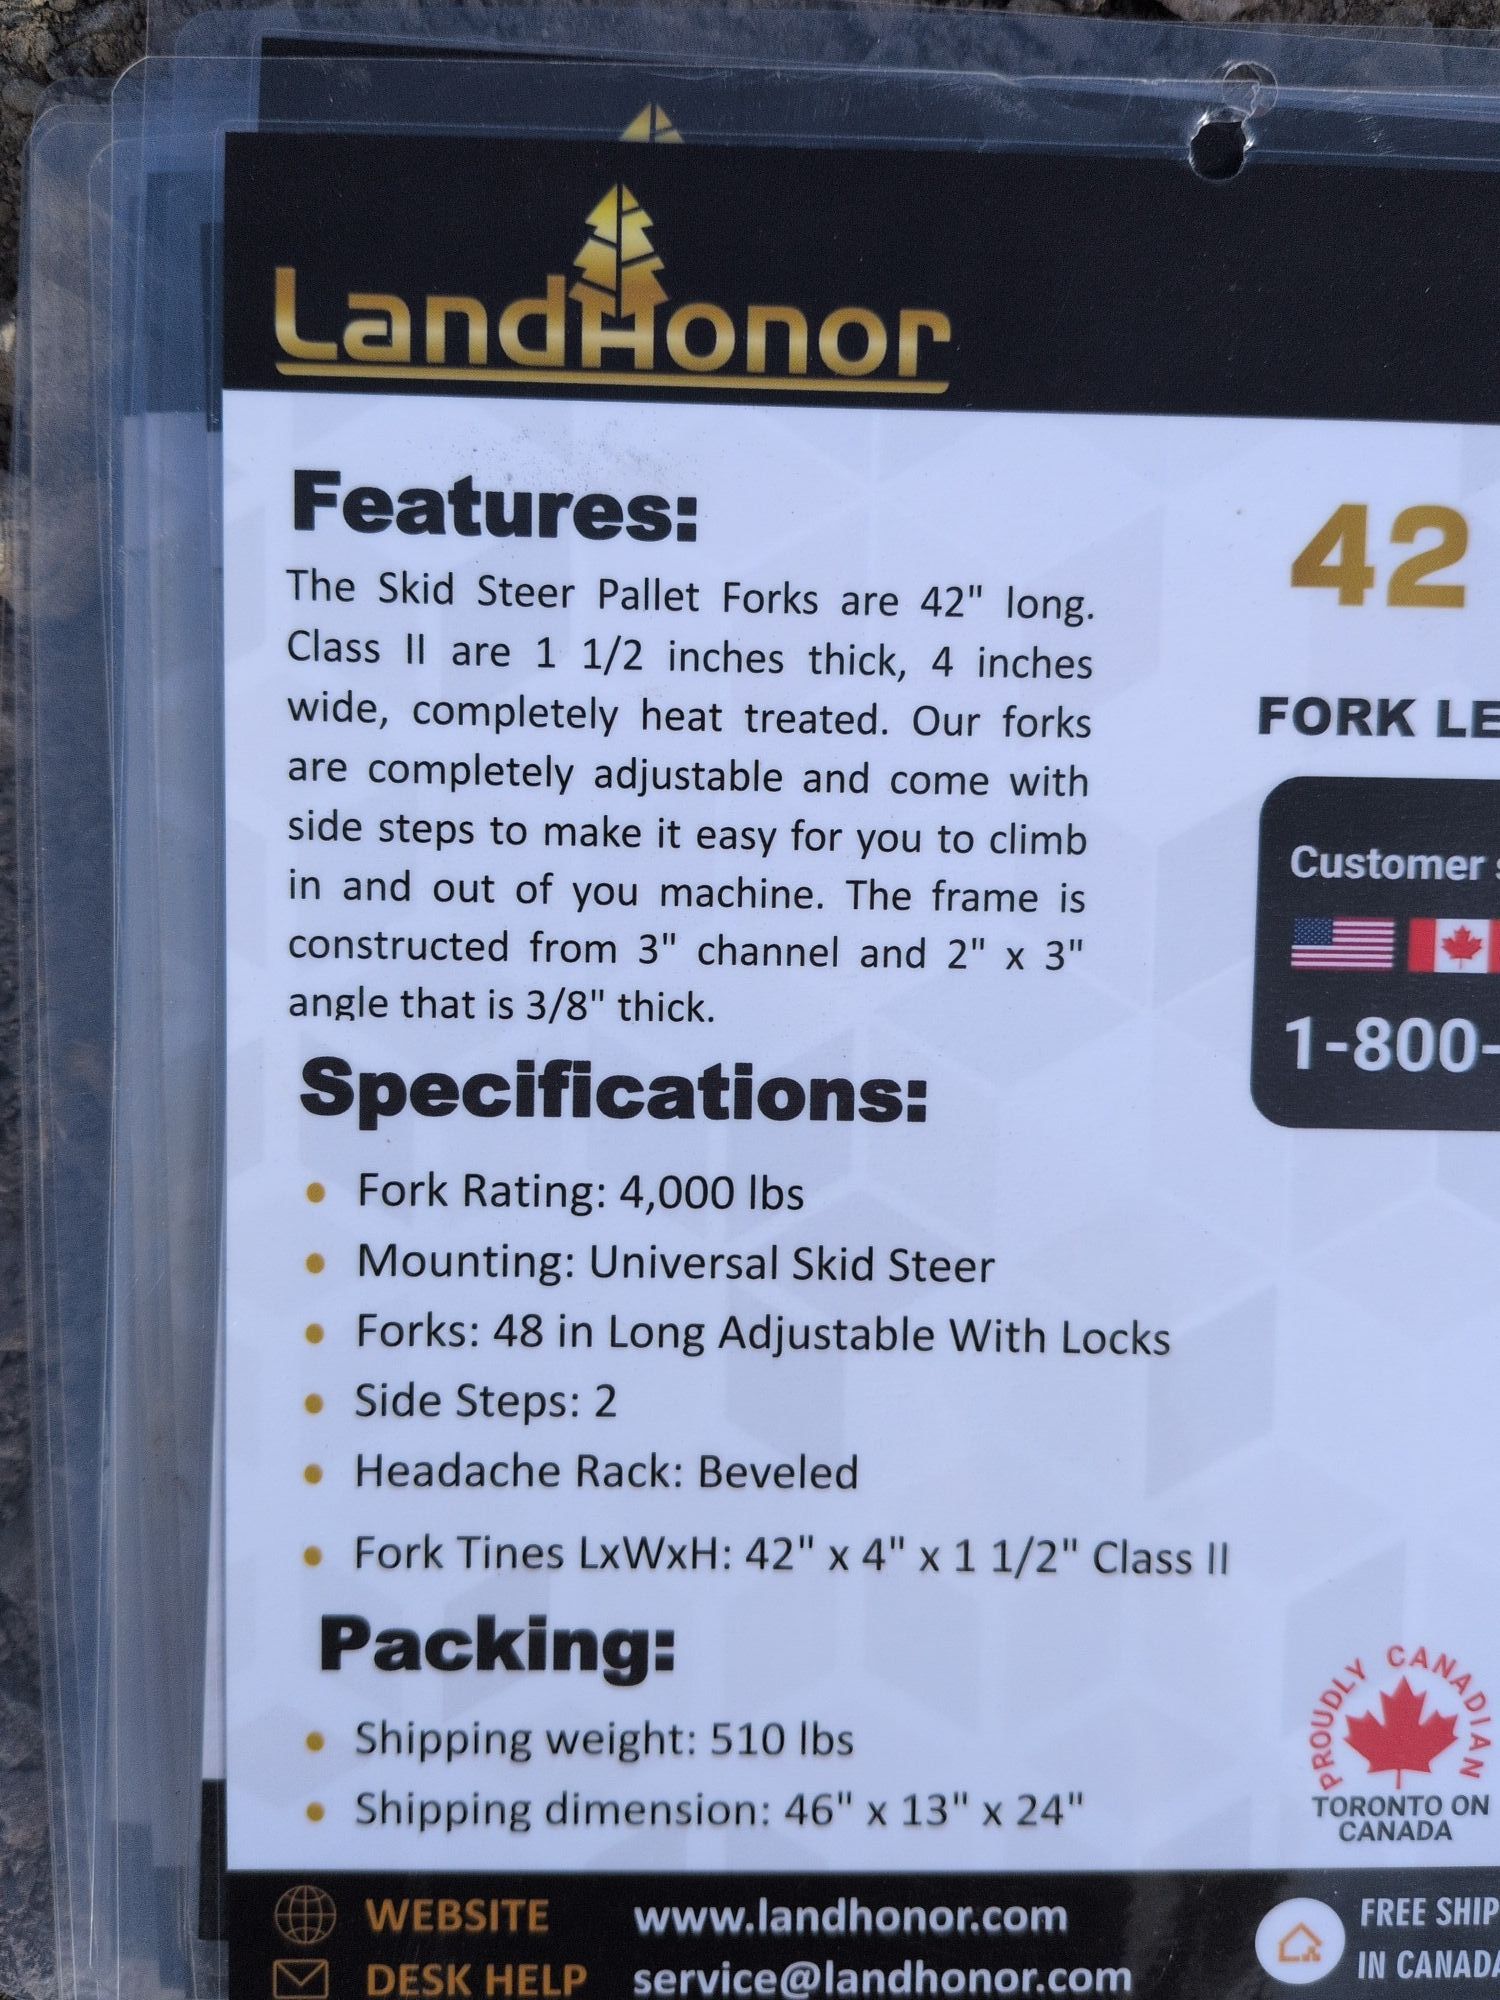 LandHonor
Features:
The Skid Steer Pallet Forks are 42" long.
Class II are 1 1/2 inches thick, 4 inches
wide, completely heat treated. Our forks
are completely adjustable and come with
side steps to make it easy for you to climb
in and out of you machine. The frame is
constructed from 3" channel and 2" x 3"
angle that is 3/8" thick.
Specifications:
• Fork Rating: 4,000 lbs
• Mounting: Universal Skid Steer
• Forks: 48 in Long Adjustable With Locks
• Side Steps: 2
• Headache Rack: Beveled
• Fork Tines LxWxH: 42" x 4" x 1 1/2" Class II
Packing:
• Shipping weight: 510 lbs
• Shipping dimension: 46" x 13" x 24"
42
FORK LE
Customer
1-800-
PROUDLY CANADIAN
TORONTO ON
CANADA
WEBSITE www.landhonor.com
DESK HELP service@landhonor.com
FREE SHIP
IN CANADA